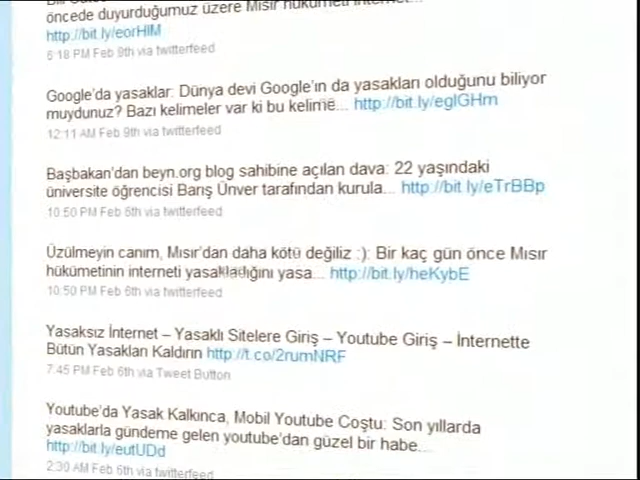 öncede duyurduğumuz üzere Mısır hükümeti internet...
http://bit.ly/eorHIM
6:18 PM Feb 9th via twitterfeed
Google'da yasaklar: Dünya devi Google'ın da yasakları olduğunu biliyor
muydunuz? Bazı kelimeler var ki bu kelime... http://bit.ly/eglGHm
12:11 AM Feb 9th via twitterfeed
Başbakan'dan beyn.org blog sahibine açılan dava: 22 yaşındaki
üniversite öğrencisi Barış Ünver tarafından kurula... http://bit.ly/eTrBBp
10:50 PM Feb 6th via twitterfeed
Üzülmeyin canım, Mısır'dan daha kötü değiliz :): Bir kaç gün önce Mısır
hükümetinin interneti yasakladığını yasa... http://bit.ly/heKybE
10:50 PM Feb 6th via twitterfeed
Yasaksız İnternet – Yasaklı Sitelere Giriş – Youtube Giriş – İnternette
Bütün Yasakları Kaldırın http://t.co/2rumNRF
7:45 PM Feb 6th via Tweet Button
Youtube'da Yasak Kalkınca, Mobil Youtube Coştu: Son yıllarda
yasaklarla gündeme gelen youtube'dan güzel bir habe...
http://bit.ly/eutUDd
2:30 AM Feb 6th via twitterfeed